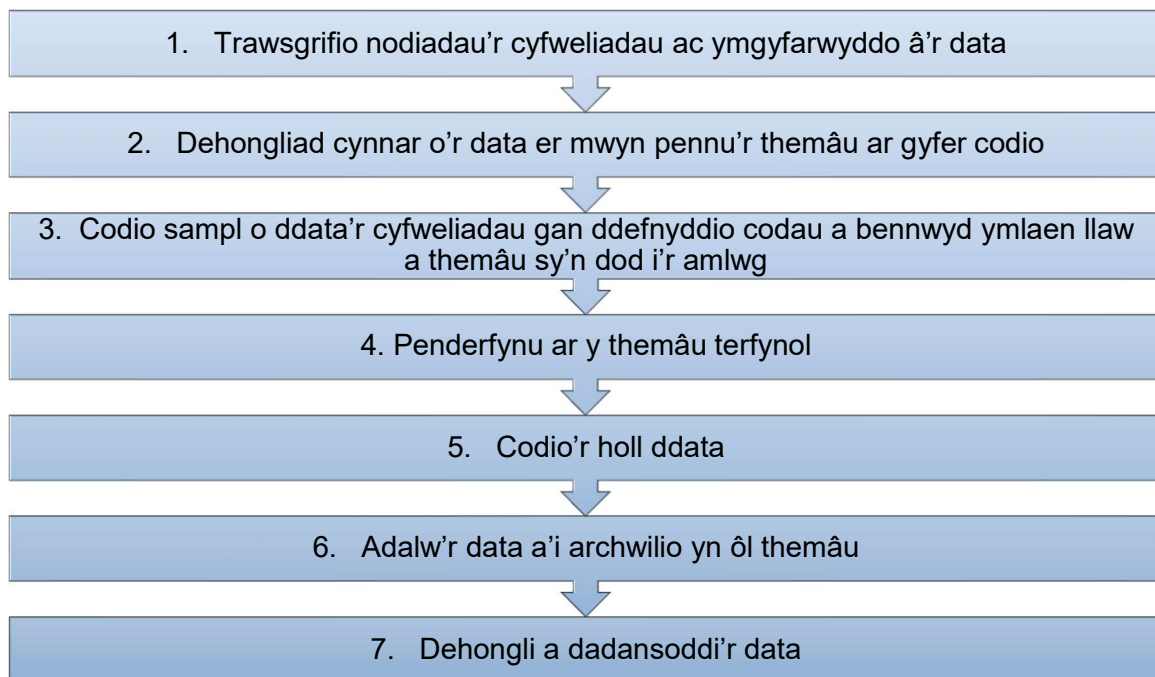 1. Trawsgrifio nodiadau’r cyfweliadau ac ymgyfarwyddo â’r data
2. Dehongliad cynnar o’r data er mwyn pennu’r themâu ar gyfer codio
3. Codio sampl o ddata’r cyfweliadau gan ddefnyddio codau a bennwyd ymlaen llaw
a themâu sy’n dod i’r amlwg
4. Penderfynu ar y themâu terfynol
5. Codio’r holl ddata
6. Adalw’r data a’i archwilio yn ôl themâu
7. Dehongli a dadansoddi’r data